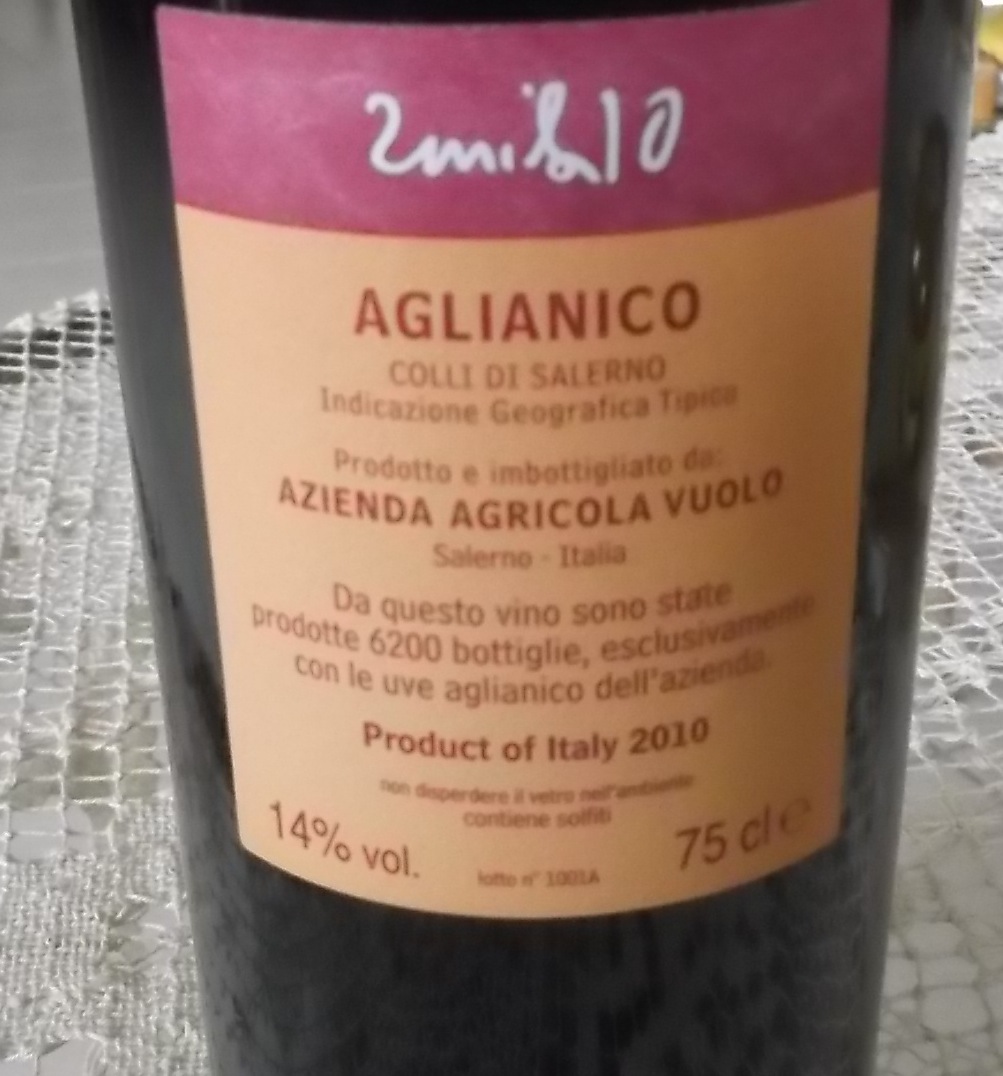 2mila10
AGLIANICO
COLLI DI SALERNO
Indicazione Geografica Tipica
Prodotto e imbottigliato da:
AZIENDA AGRICOLA VUOLO
Salerno - Italia
Da questo vino sono state
prodotte 6200 bottiglie, esclusivamente
con le uve aglianico dell'azienda.
Product of Italy 2010
non disperdere il vetro nell'ambiente
contiene solfiti
14% vol.
lotto n° 1001A
75 cl e